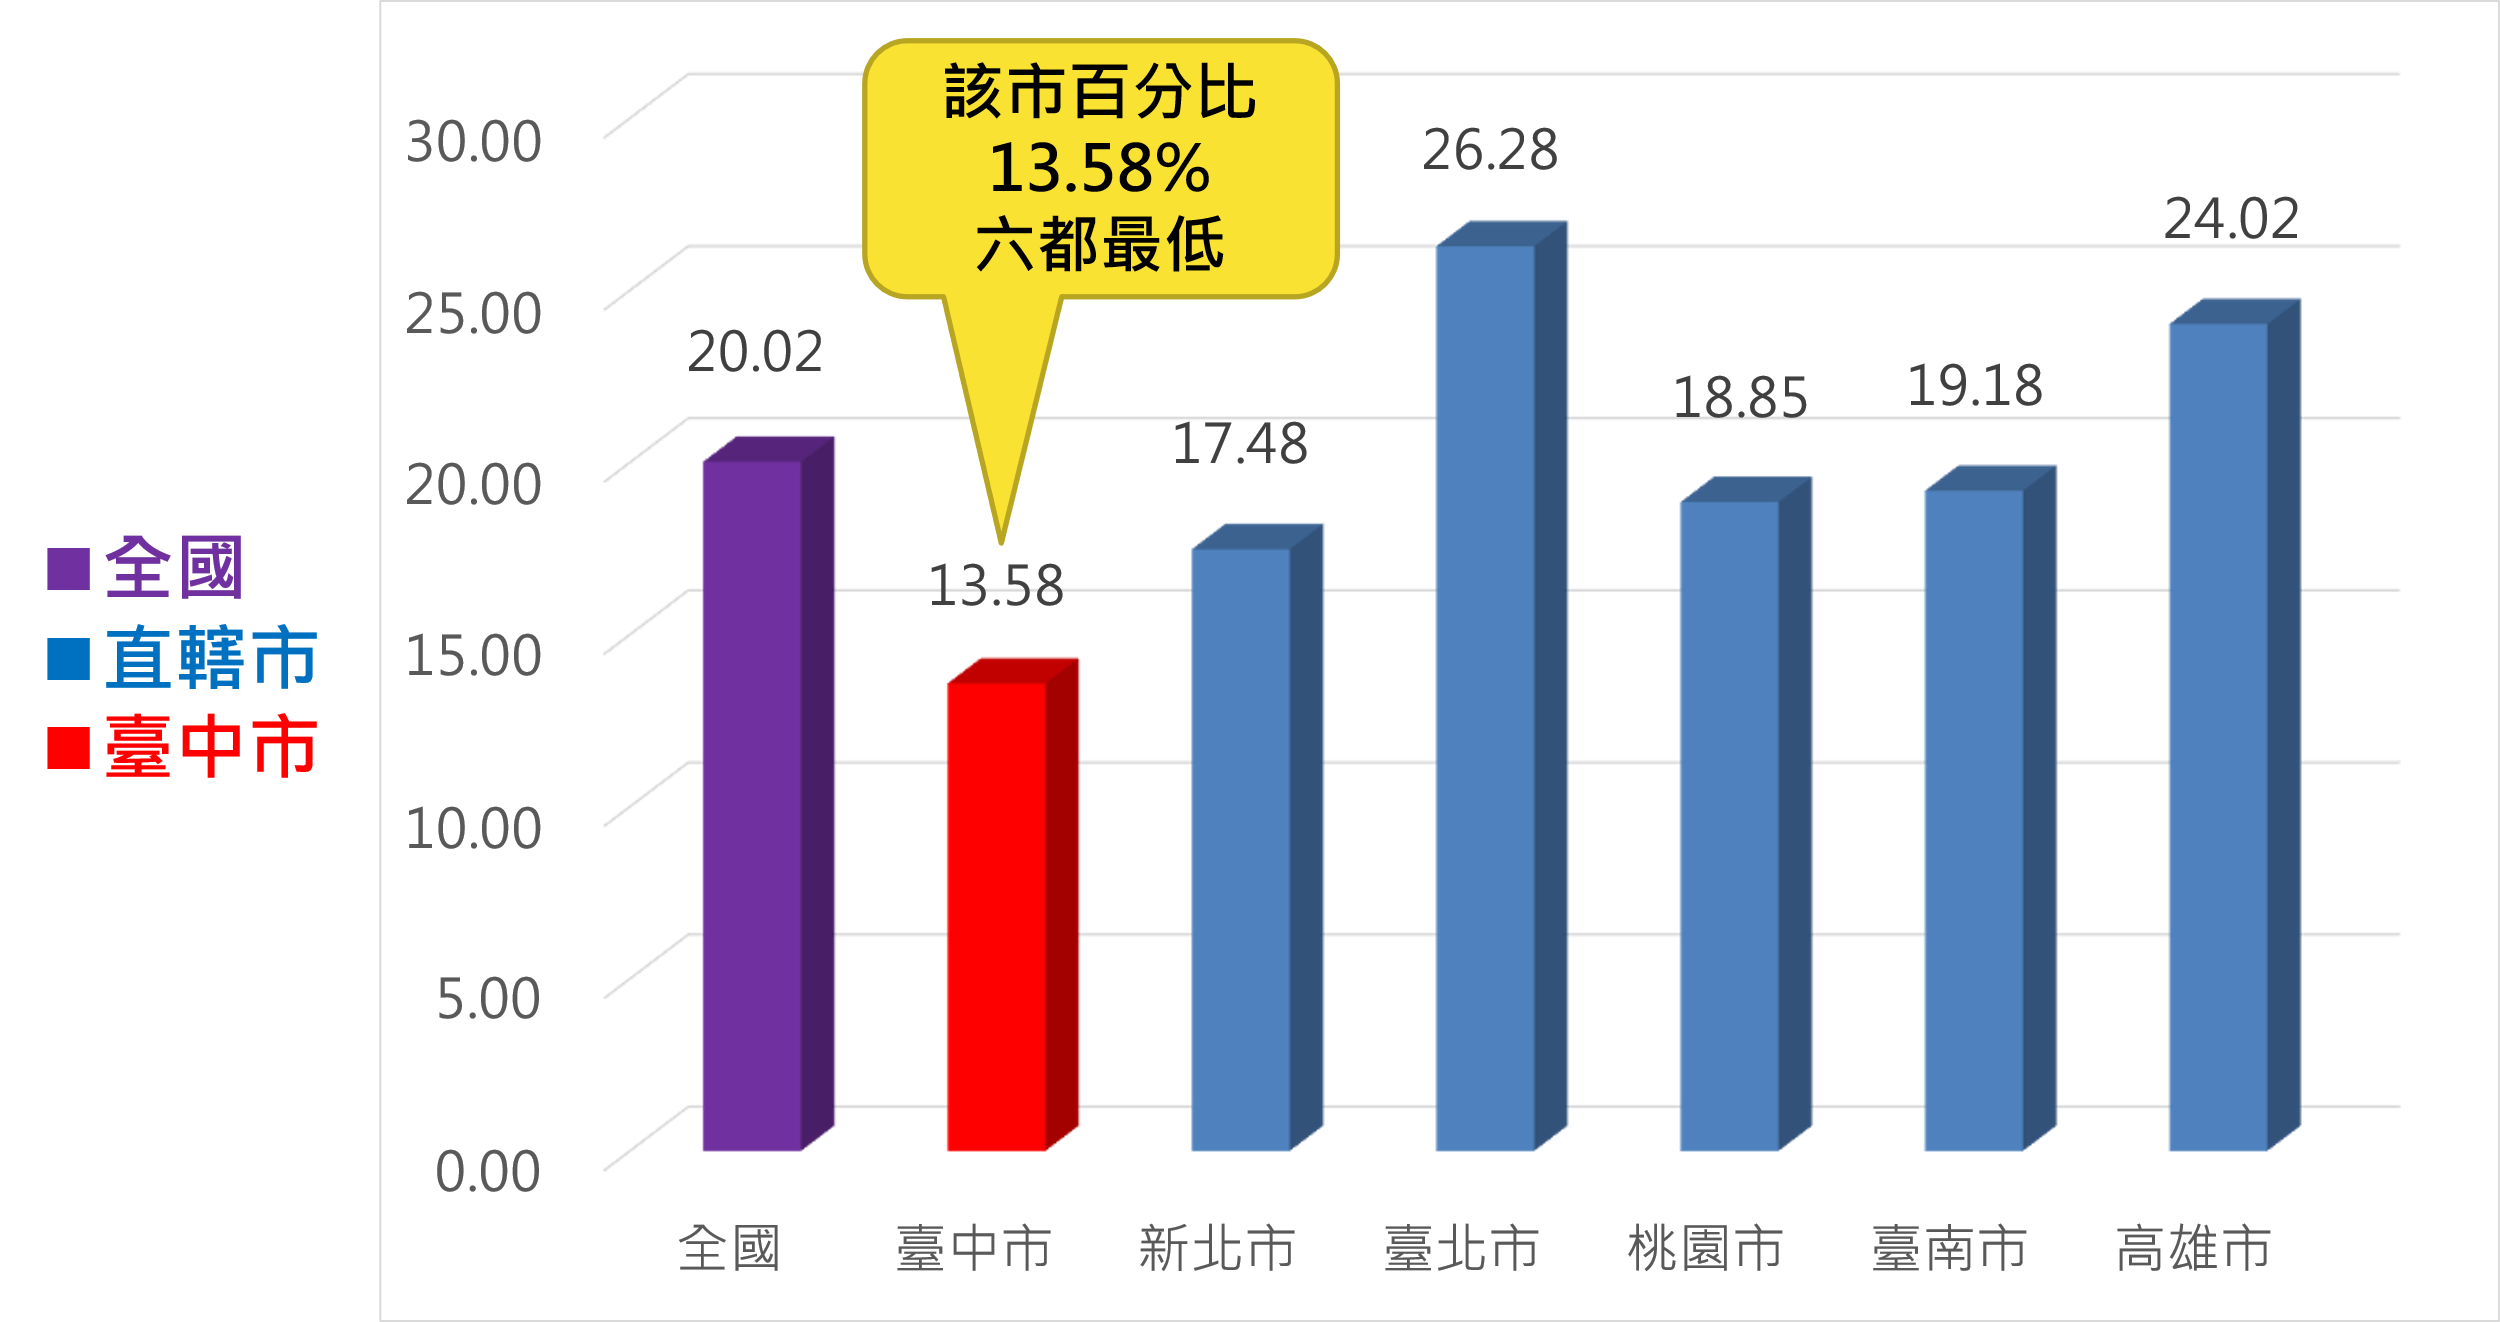 該市百分比
13.58%
六都最低
30.00
25.00
20.00
15.00
10.00
5.00
0.00
20.02
13.58
17.48
26.28
18.85
19.18
24.02
全國
臺中市
新北市
臺北市
桃園市
臺南市
高雄市
全國
直轄市
臺中市